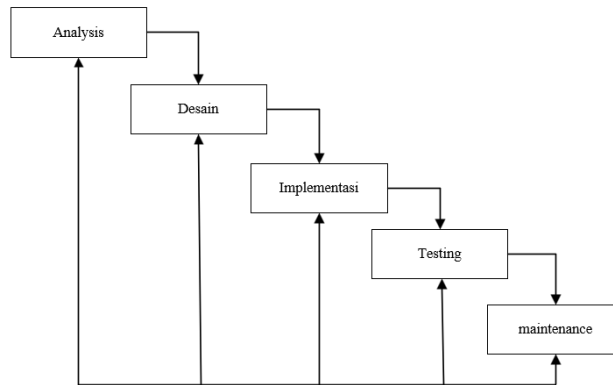 Analysis
Desain
Implementasi
Testing
maintenance